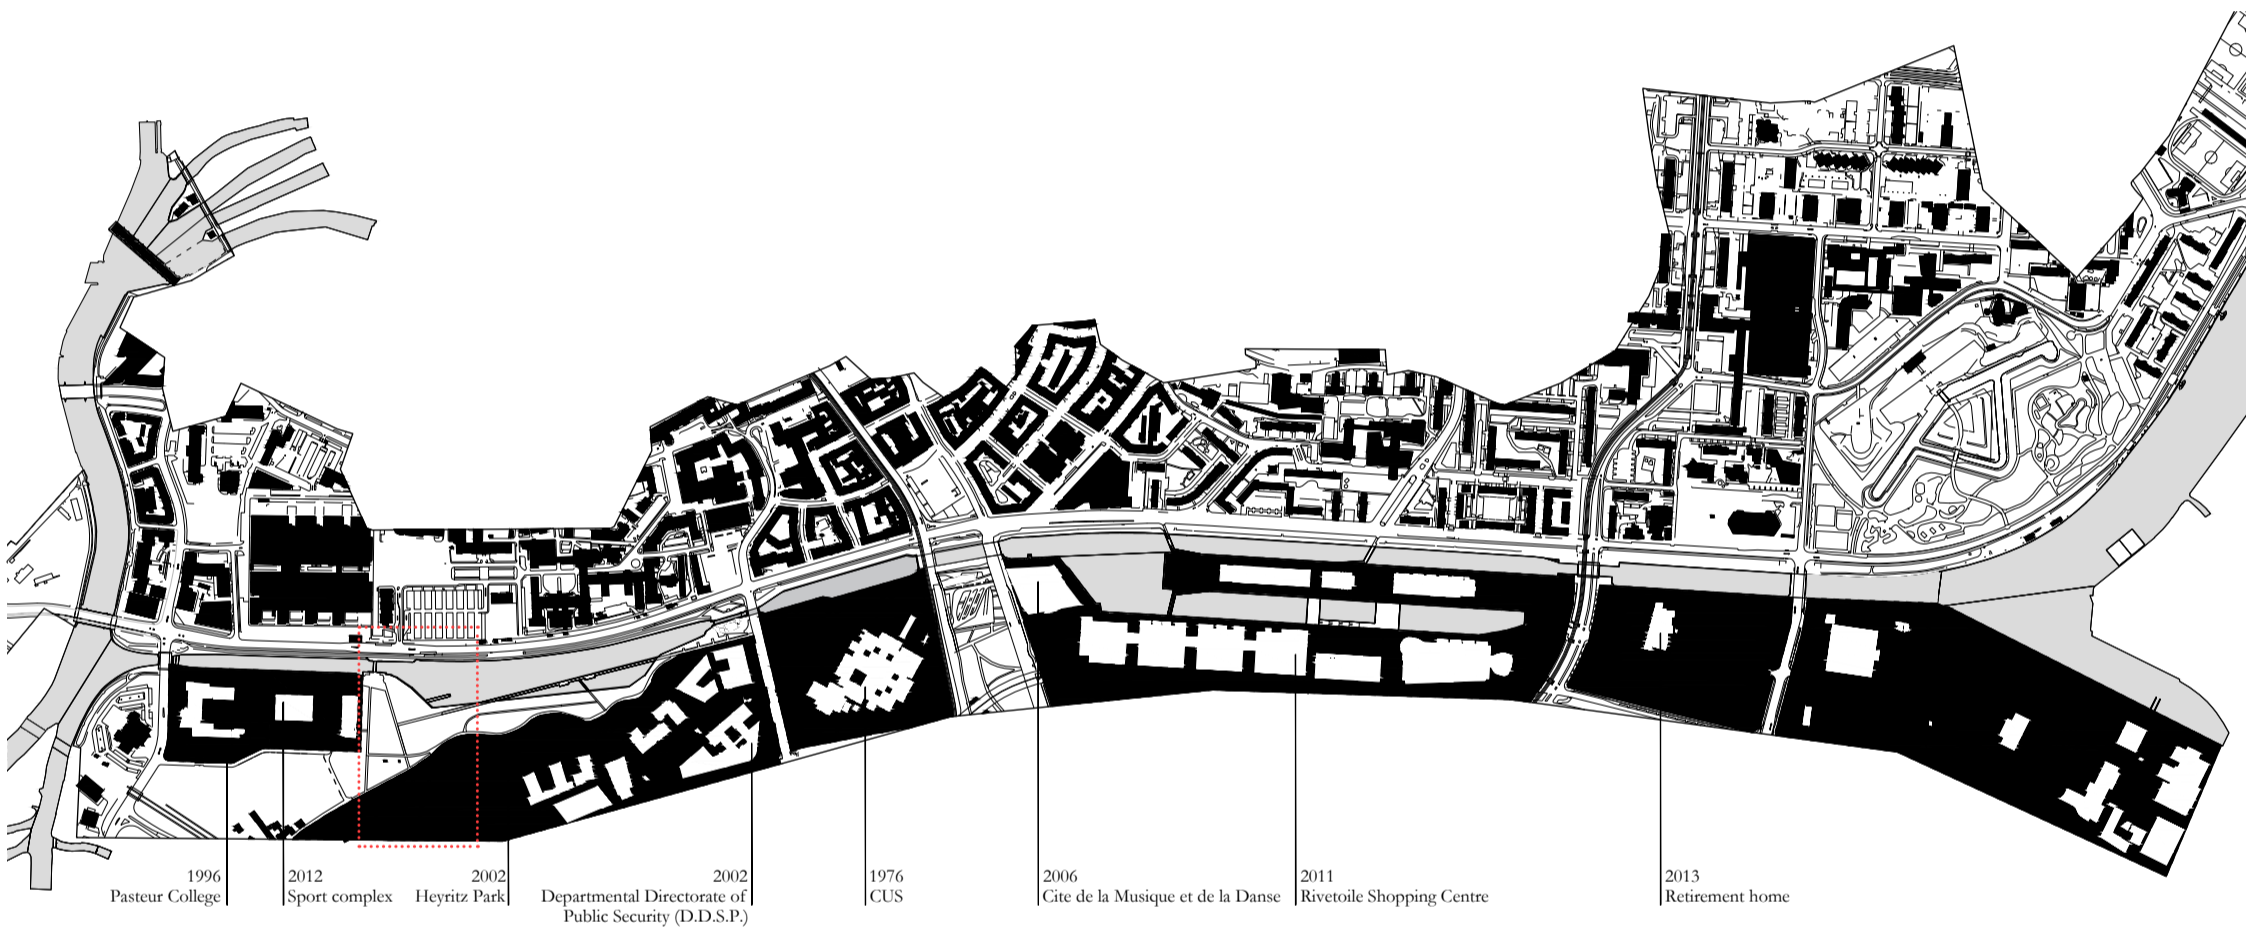 1996
Pasteur College
2012
Sport complex
2002
Heyritz Park
2002
Departmental Directorate of
Public Security (D.D.S.P.)
1976
CUS
2006
Cite de la Musique et de la Danse
2011
Rivetoile Shopping Centre
2013
Retirement home